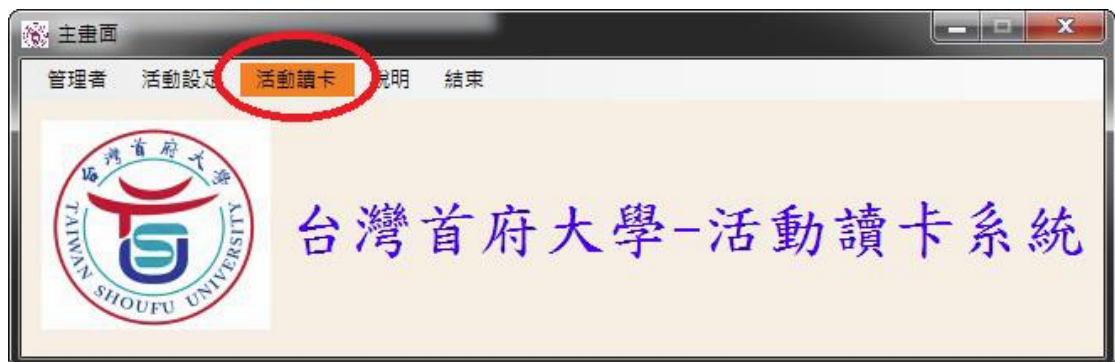 主畫面
管理者 活動設定 活動讀卡 說明 結束
台灣首府大學
TAIWAN SHOUFU UNIVERSITY
台灣首府大學-活動讀卡系統